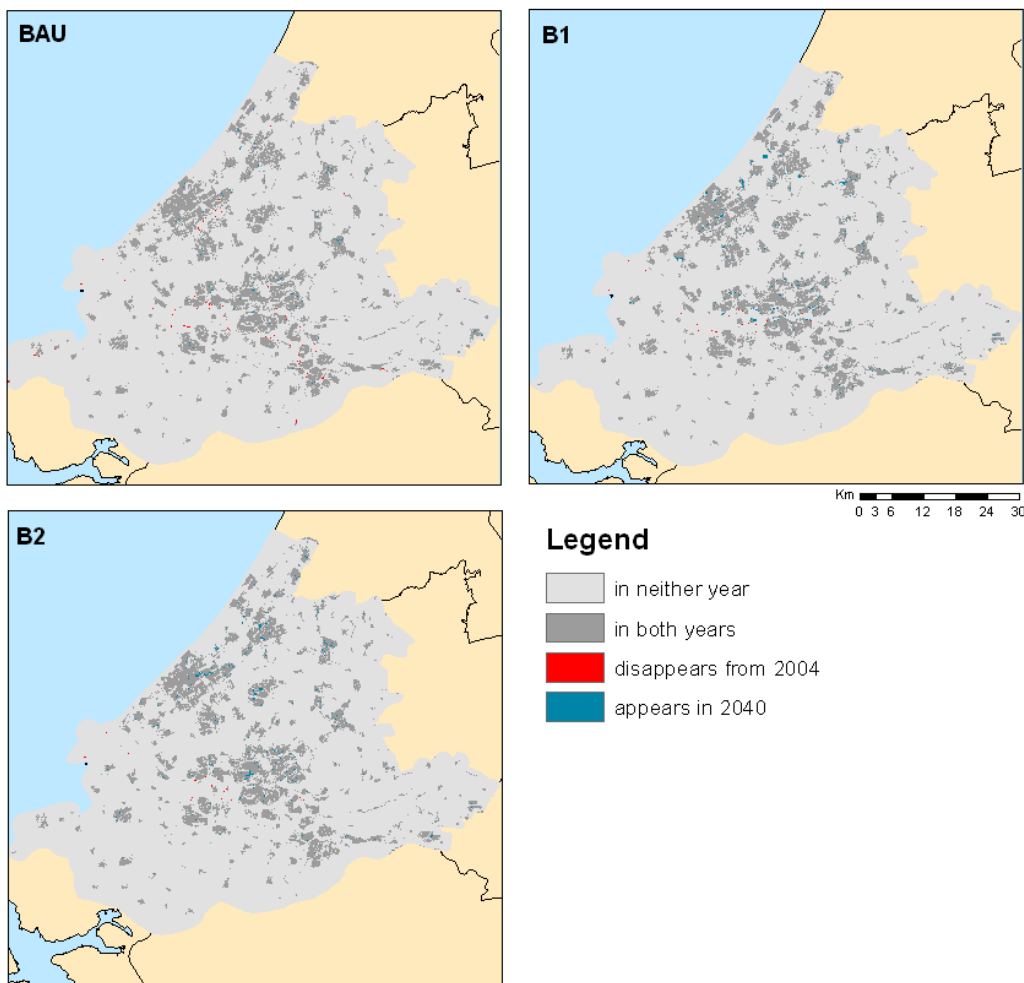 BAU
B1
Km
0 3 6 12 18 24 30
B2
Legend
in neither year
in both years
disappears from 2004
appears in 2040